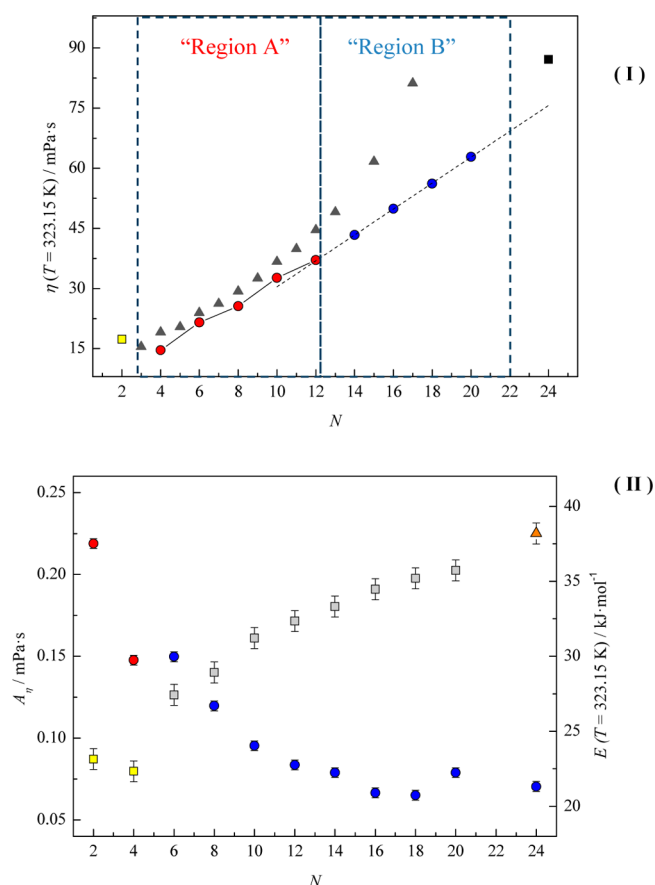 “Region A”
“Region B”
( I )
90
75
60
45
30
15
η (T = 323.15 K) / mPa·s
2 4 6 8 10 12 14 16 18 20 22 24
N
( II )
0.25
0.20
0.15
0.10
0.05
Aη / mPa·s
40
35
30
25
20
E (T = 323.15 K) / kJ·mol⁻¹
2 4 6 8 10 12 14 16 18 20 24
N